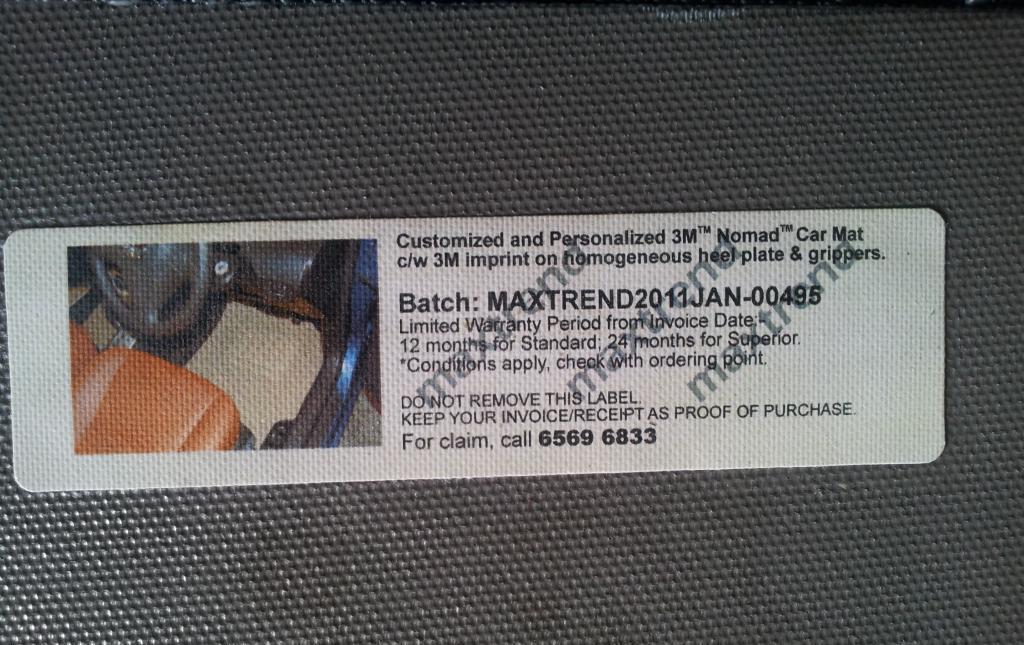 Customized and Personalized 3M™ Nomad™ Car Mat
c/w 3M imprint on homogeneous heel plate & grippers.
Batch: MAXTREND2011JAN-00495
Limited Warranty Period from Invoice Date:-
12 months for Standard; 24 months for Superior.
*Conditions apply, check with ordering point.
DO NOT REMOVE THIS LABEL.
KEEP YOUR INVOICE/RECEIPT AS PROOF OF PURCHASE.
For claim, call 6569 6833
maxtrend
maxtrend
maxtrend